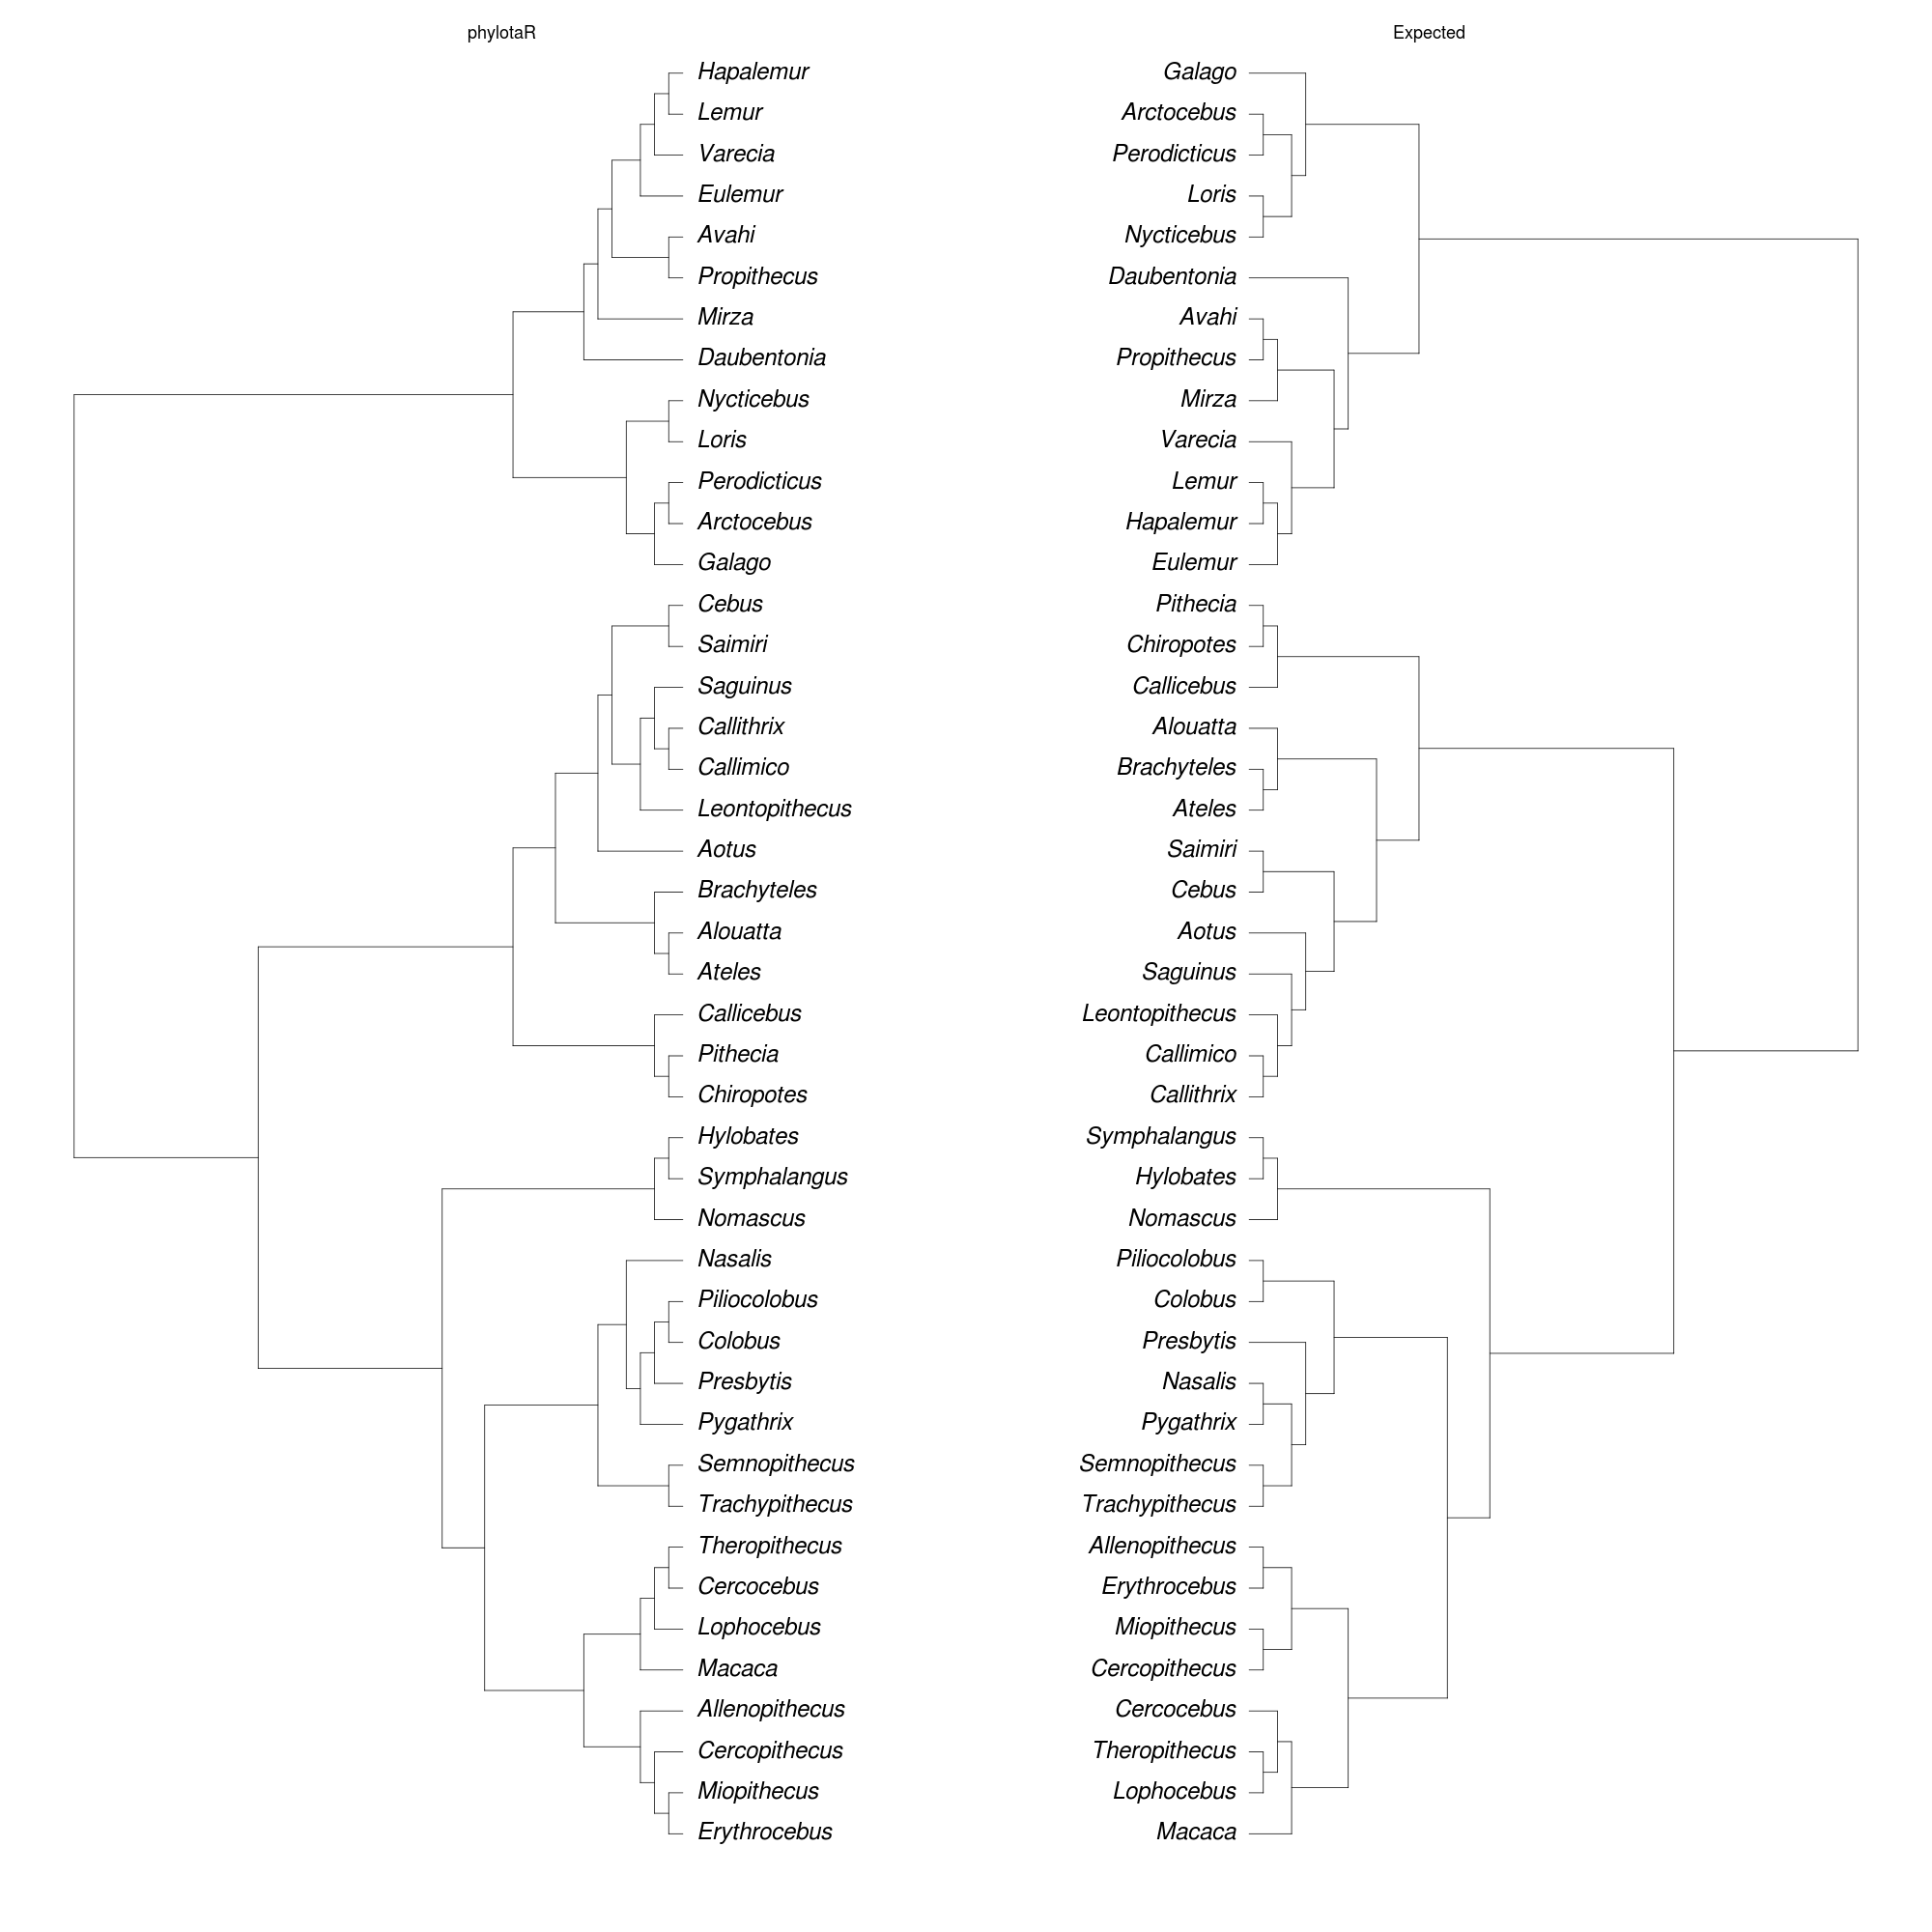 phylotaR
Hapalemur
Lemur
Varecia
Eulemur
Avahi
Propithecus
Mirza
Daubentonia
Nycticebus
Loris
Perodicticus
Arctocebus
Galago
Cebus
Saimiri
Saguinus
Callithrix
Callimico
Leontopithecus
Aotus
Brachyteles
Alouatta
Ateles
Callicebus
Pithecia
Chiropotes
Hylobates
Symphalangus
Nomascus
Nasalis
Piliocolobus
Colobus
Presbytis
Pygathrix
Semnopithecus
Trachypithecus
Theropithecus
Cercocebus
Lophocebus
Macaca
Allenopithecus
Cercopithecus
Miopithecus
Erythrocebus
Expected
Galago
Arctocebus
Perodicticus
Loris
Nycticebus
Daubentonia
Avahi
Propithecus
Mirza
Varecia
Lemur
Hapalemur
Eulemur
Pithecia
Chiropotes
Callicebus
Alouatta
Brachyteles
Ateles
Saimiri
Cebus
Aotus
Saguinus
Leontopithecus
Callimico
Callithrix
Symphalangus
Hylobates
Nomascus
Piliocolobus
Colobus
Presbytis
Nasalis
Pygathrix
Semnopithecus
Trachypithecus
Allenopithecus
Erythrocebus
Miopithecus
Cercopithecus
Cercocebus
Theropithecus
Lophocebus
Macaca